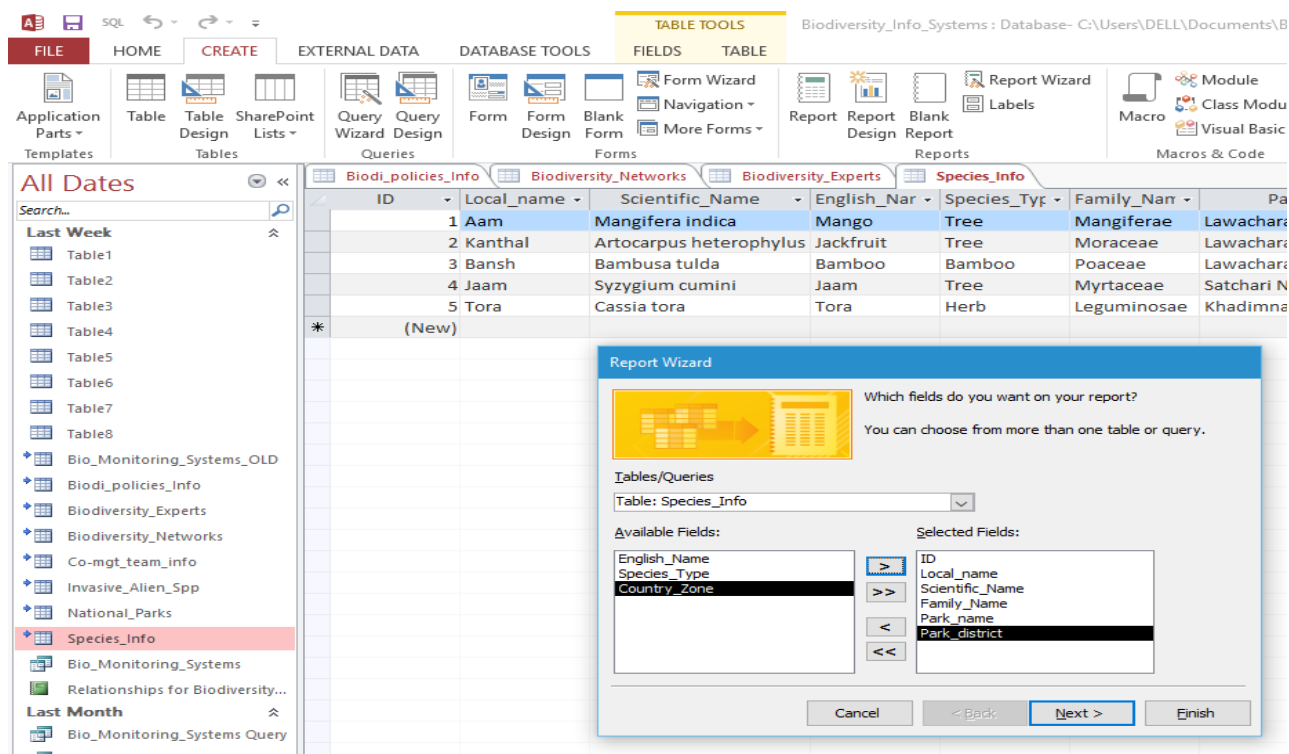 SQL
TABLE TOOLS
Biodiversity_Info_Systems : Database- C:\Users\DELL\Documents\B
FILE HOME CREATE EXTERNAL DATA DATABASE TOOLS FIELDS TABLE
Application Parts
Table
Table Design
SharePoint Lists
Query Wizard
Query Design
Form
Form Design
Blank Form
Form Wizard
Navigation
More Forms
Report
Report Design
Blank Report
Report Wizard
Labels
Macro
Module
Class Modu
Visual Basic
Templates Tables Queries Forms Reports Macros & Code
All Dates
Search...
Last Week
Table1
Table2
Table3
Table4
Table5
Table6
Table7
Table8
Bio_Monitoring_Systems_OLD
Biodi_policies_Info
Biodiversity_Experts
Biodiversity_Networks
Co-mgt_team_info
Invasive_Alien_Spp
National_Parks
Species_Info
Bio_Monitoring_Systems
Relationships for Biodiversity...
Last Month
Bio_Monitoring_Systems Query
Biodi_policies_Info Biodiversity_Networks Biodiversity_Experts Species_Info
ID Local_name Scientific_Name English_Nar Species_Typ Family_Nam Pa
1 Aam Mangifera indica Mango Tree Mangiferae Lawachara
2 Kanthal Artocarpus heterophylus Jackfruit Tree Moraceae Lawachara
3 Bansh Bambusa tulda Bamboo Bamboo Poaceae Lawachara
4 Jaam Syzygium cumini Jaam Tree Myrtaceae Satchari N
5 Tora Cassia tora Tora Herb Leguminosae Khadimna
* (New)
Report Wizard
Which fields do you want on your report?
You can choose from more than one table or query.
Tables/Queries
Table: Species_Info
Available Fields:
English_Name
Species_Type
Country_Zone
>
>>
<
<<
Selected Fields:
ID
Local_name
Scientific_Name
Family_Name
Park_name
Park_district
Cancel < Back Next > Finish